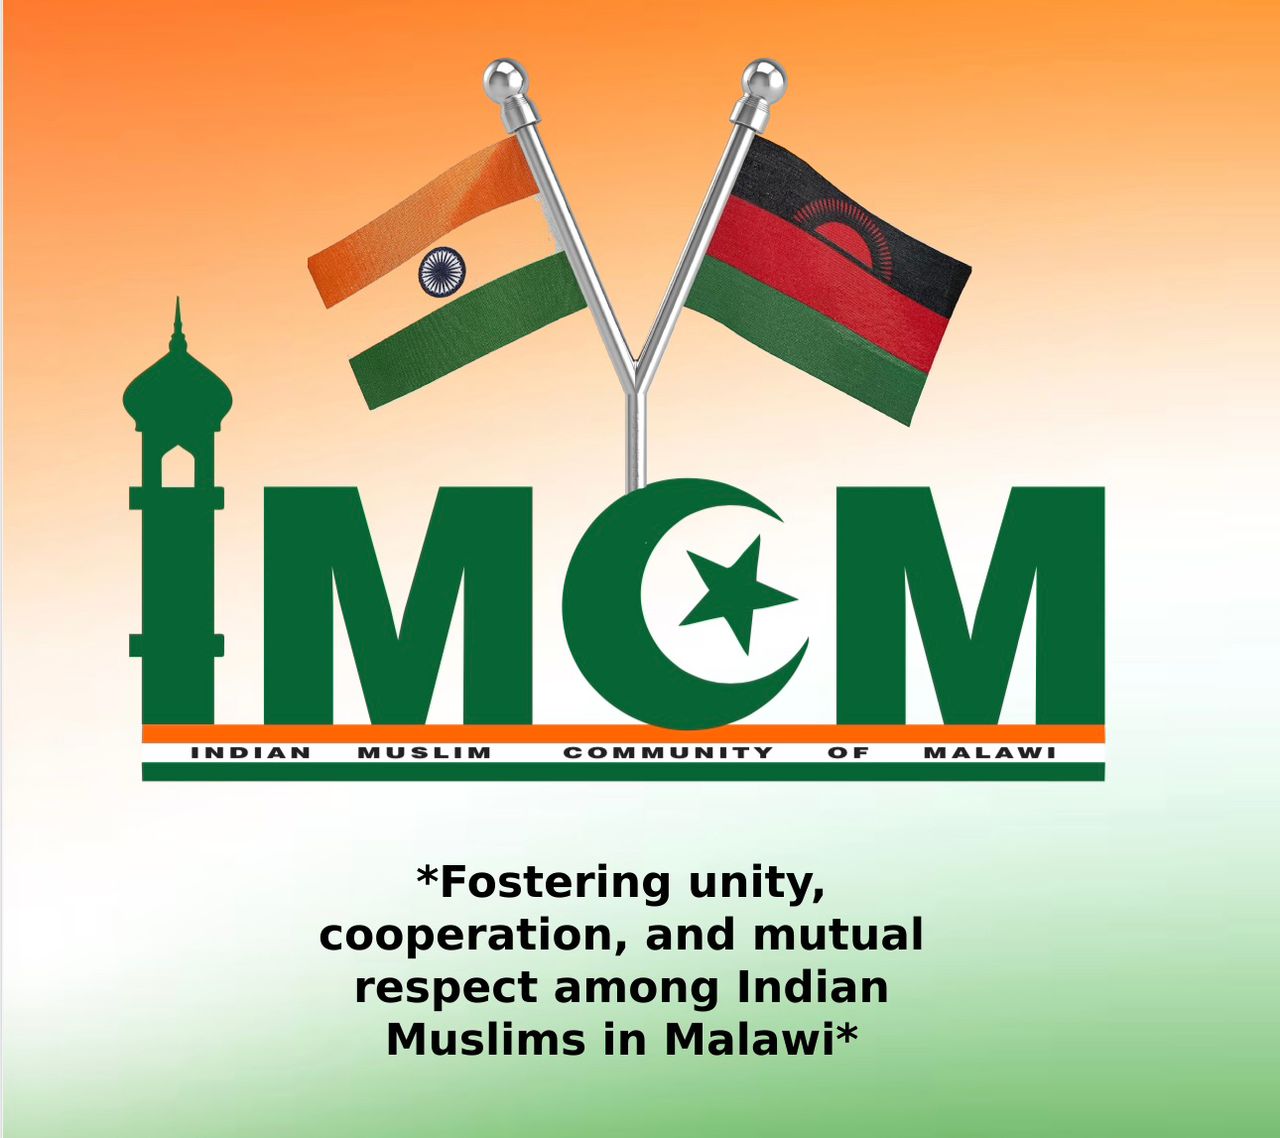 IMCM
INDIAN MUSLIM COMMUNITY OF MALAWI
*Fostering unity,
cooperation, and mutual
respect among Indian
Muslims in Malawi*